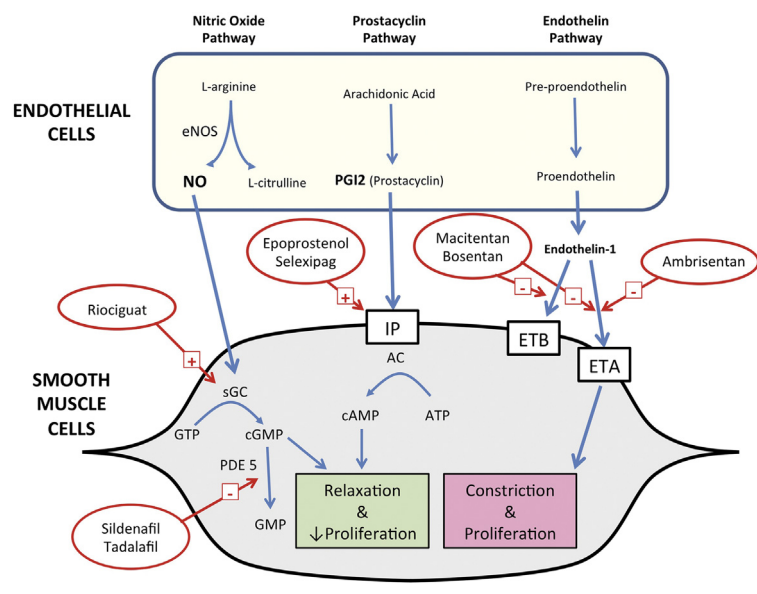 Nitric Oxide
Pathway
Prostacyclin
Pathway
Endothelin
Pathway
ENDOTHELIAL
CELLS
L-arginine
eNOS
NO
L-citrulline
Arachidonic Acid
PGI2 (Prostacyclin)
Pre-proendothelin
Proendothelin
Endothelin-1
Epoprostenol
Selexipag
+
Macitentan
Bosentan
-
-
Ambrisentan
-
Riociguat
+
IP
ETB
ETA
SMOOTH
MUSCLE
CELLS
sGC
GTP
cGMP
PDE 5
-
GMP
Sildenafil
Tadalafil
AC
cAMP
ATP
Relaxation
&
↓Proliferation
Constriction
&
Proliferation